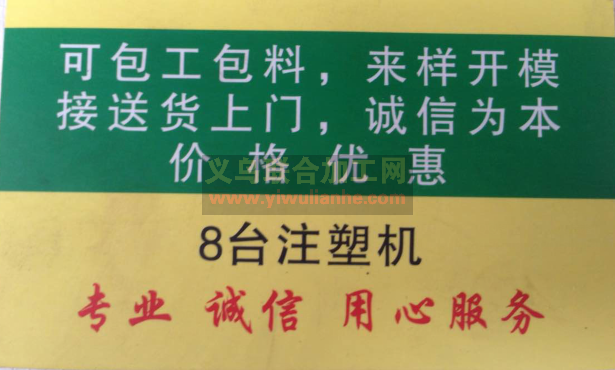 可包工包料，来样开模
接送货上门，诚信为本
价格优惠
义乌联合加工网
www.yiwulianhe.com
8台注塑机
专业 诚信 用心服务